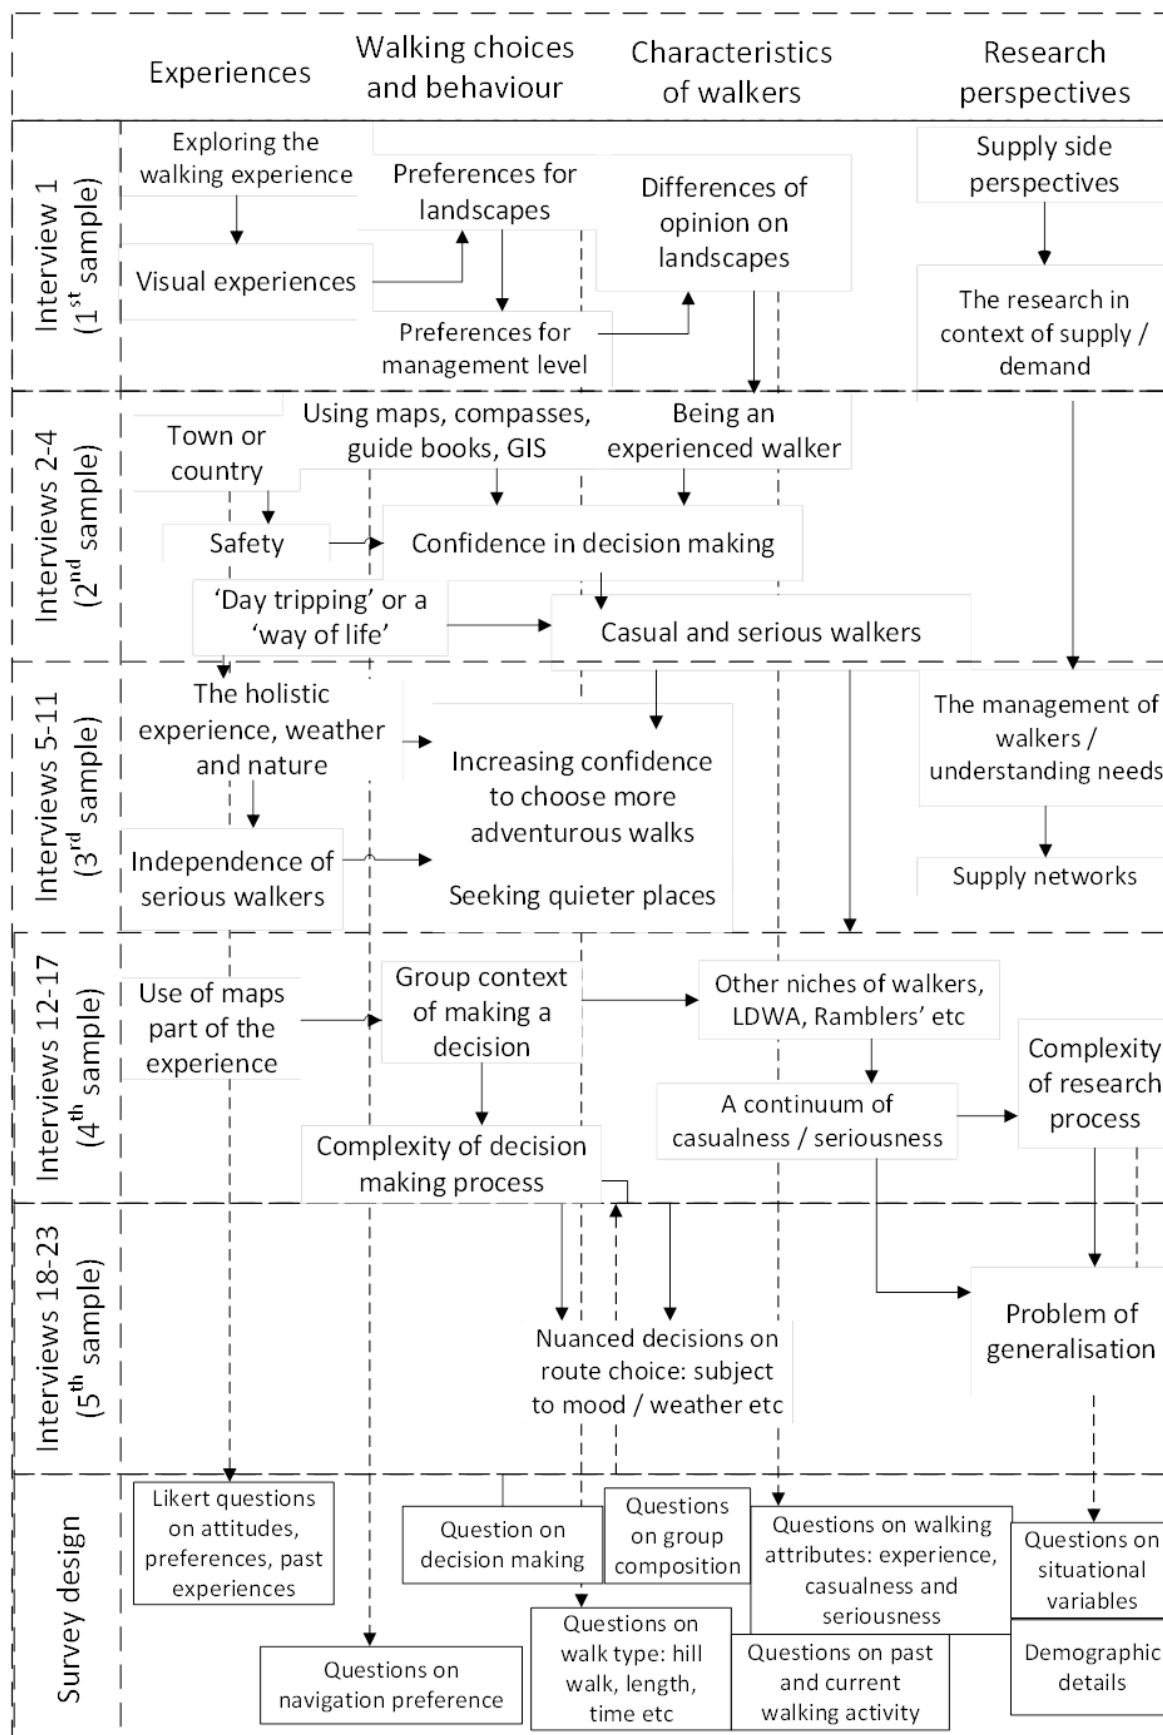 Experiences
Walking choices
and behaviour
Characteristics
of walkers
Research
perspectives
Interview 1
(1st sample)
Exploring the
walking experience
Visual experiences
Preferences for
landscapes
Preferences for
management level
Differences of
opinion on
landscapes
Supply side
perspectives
The research in
context of supply /
demand
Interviews 2-4
(2nd sample)
Town or
country
Using maps, compasses,
guide books, GIS
Being an
experienced walker
Safety
Confidence in decision making
‘Day tripping’ or a
‘way of life’
Casual and serious walkers
Interviews 5-11
(3rd sample)
The holistic
experience, weather
and nature
Independence of
serious walkers
Increasing confidence
to choose more
adventurous walks
Seeking quieter places
The management of
walkers /
understanding needs
Supply networks
Interviews 12-17
(4th sample)
Use of maps
part of the
experience
Group context
of making a
decision
Complexity of decision
making process
Other niches of walkers,
LDWA, Ramblers’ etc
A continuum of
casualness / seriousness
Complexity
of research
process
Interviews 18-23
(5th sample)
Nuanced decisions on
route choice: subject
to mood / weather etc
Problem of
generalisation
Survey design
Likert questions
on attitudes,
preferences, past
experiences
Questions on
navigation preference
Question on
decision making
Questions
on group
composition
Questions on
walk type: hill
walk, length,
time etc
Questions on walking
attributes: experience,
casualness and
seriousness
Questions on past
and current
walking activity
Questions on
situational
variables
Demographic
details